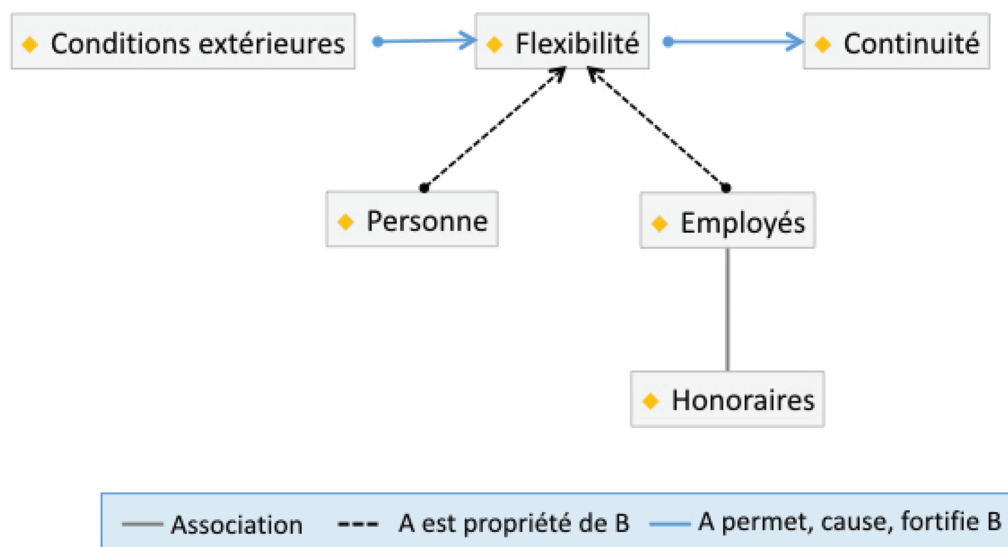 Conditions extérieures
Flexibilité
Continuité
Personne
Employés
Honoraires
Association
A est propriété de B
A permet, cause, fortifie B